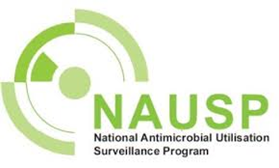 NAUSP
National Antimicrobial Utilisation
Surveillance Program